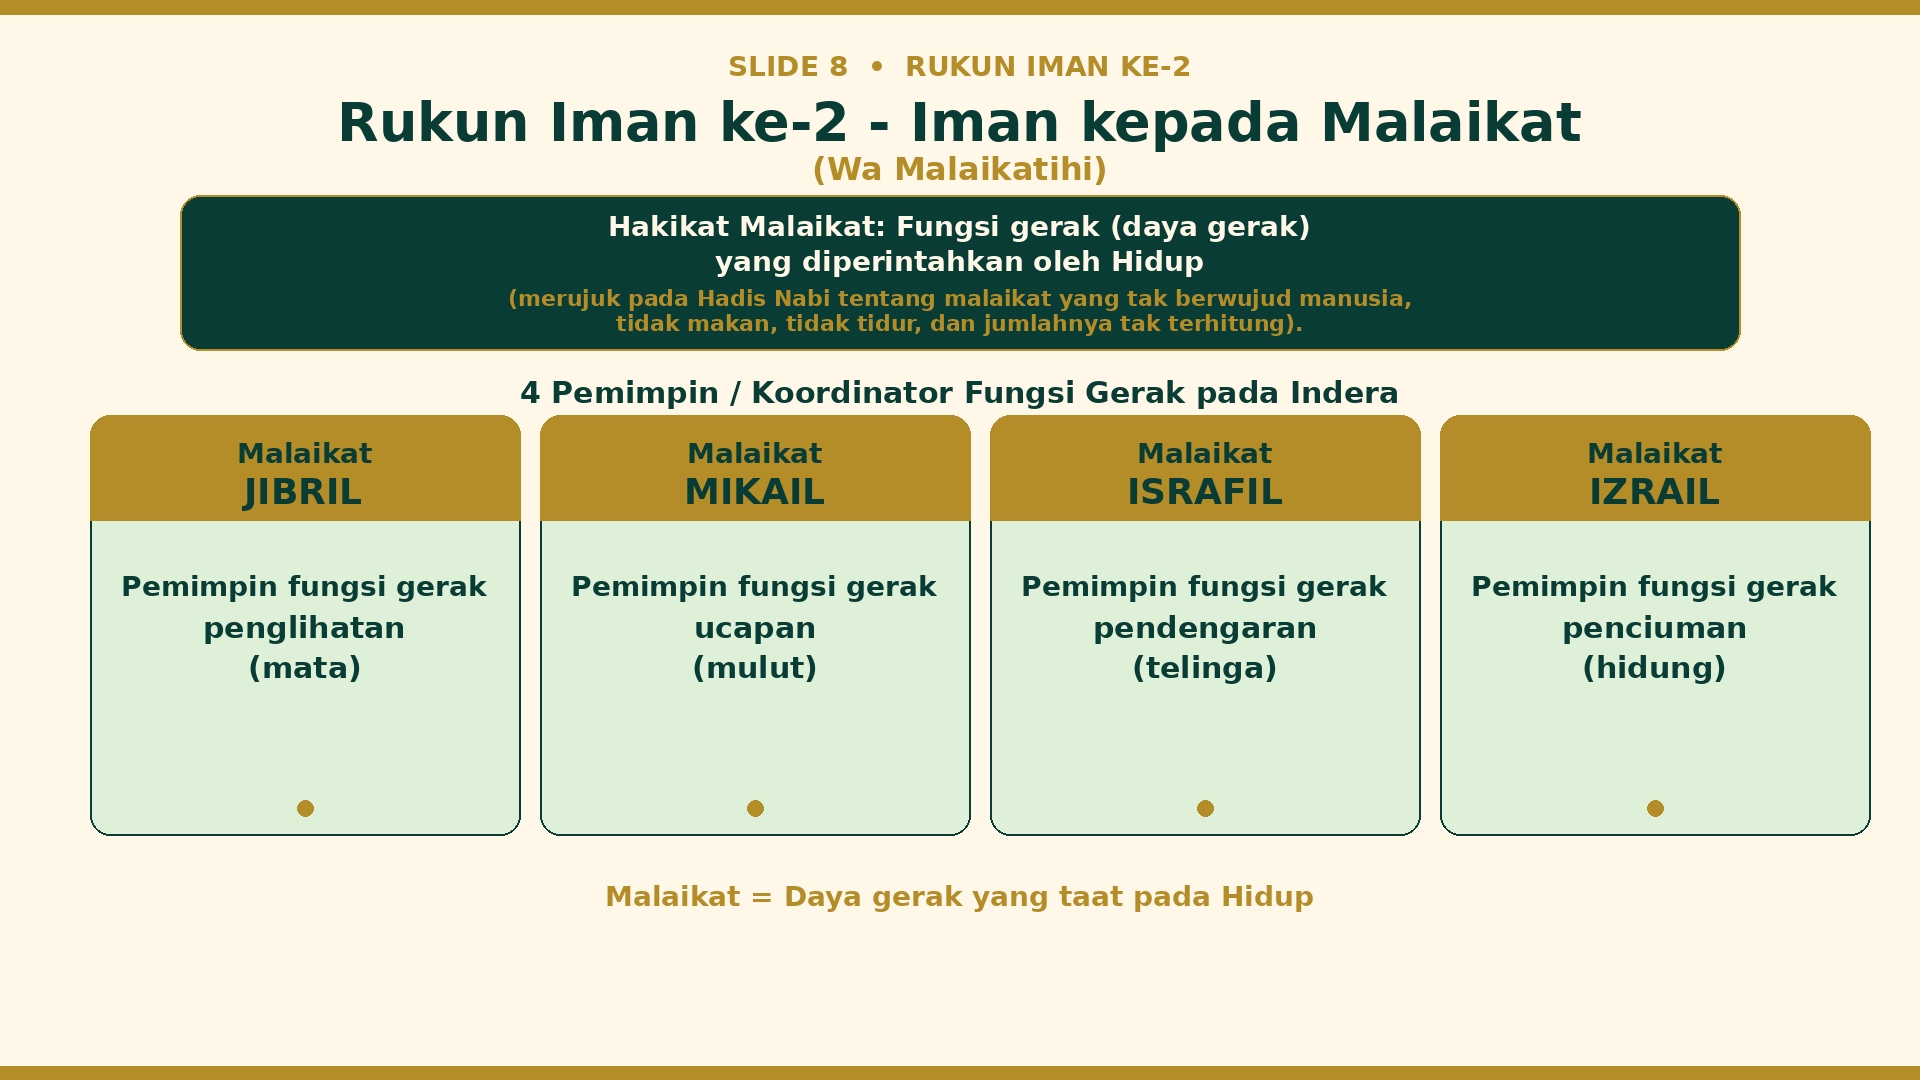 SLIDE 8 • RUKUN IMAN KE-2
Rukun Iman ke-2 - Iman kepada Malaikat
(Wa Malaikatihi)
Hakikat Malaikat: Fungsi gerak (daya gerak)
yang diperintahkan oleh Hidup
(merujuk pada Hadis Nabi tentang malaikat yang tak berwujud manusia,
tidak makan, tidak tidur, dan jumlahnya tak terhitung).
4 Pemimpin / Koordinator Fungsi Gerak pada Indera
Malaikat
JIBRIL
Pemimpin fungsi gerak
penglihatan
(mata)
Malaikat
MIKAIL
Pemimpin fungsi gerak
ucapan
(mulut)
Malaikat
ISRAFIL
Pemimpin fungsi gerak
pendengaran
(telinga)
Malaikat
IZRAIL
Pemimpin fungsi gerak
penciuman
(hidung)
Malaikat = Daya gerak yang taat pada Hidup